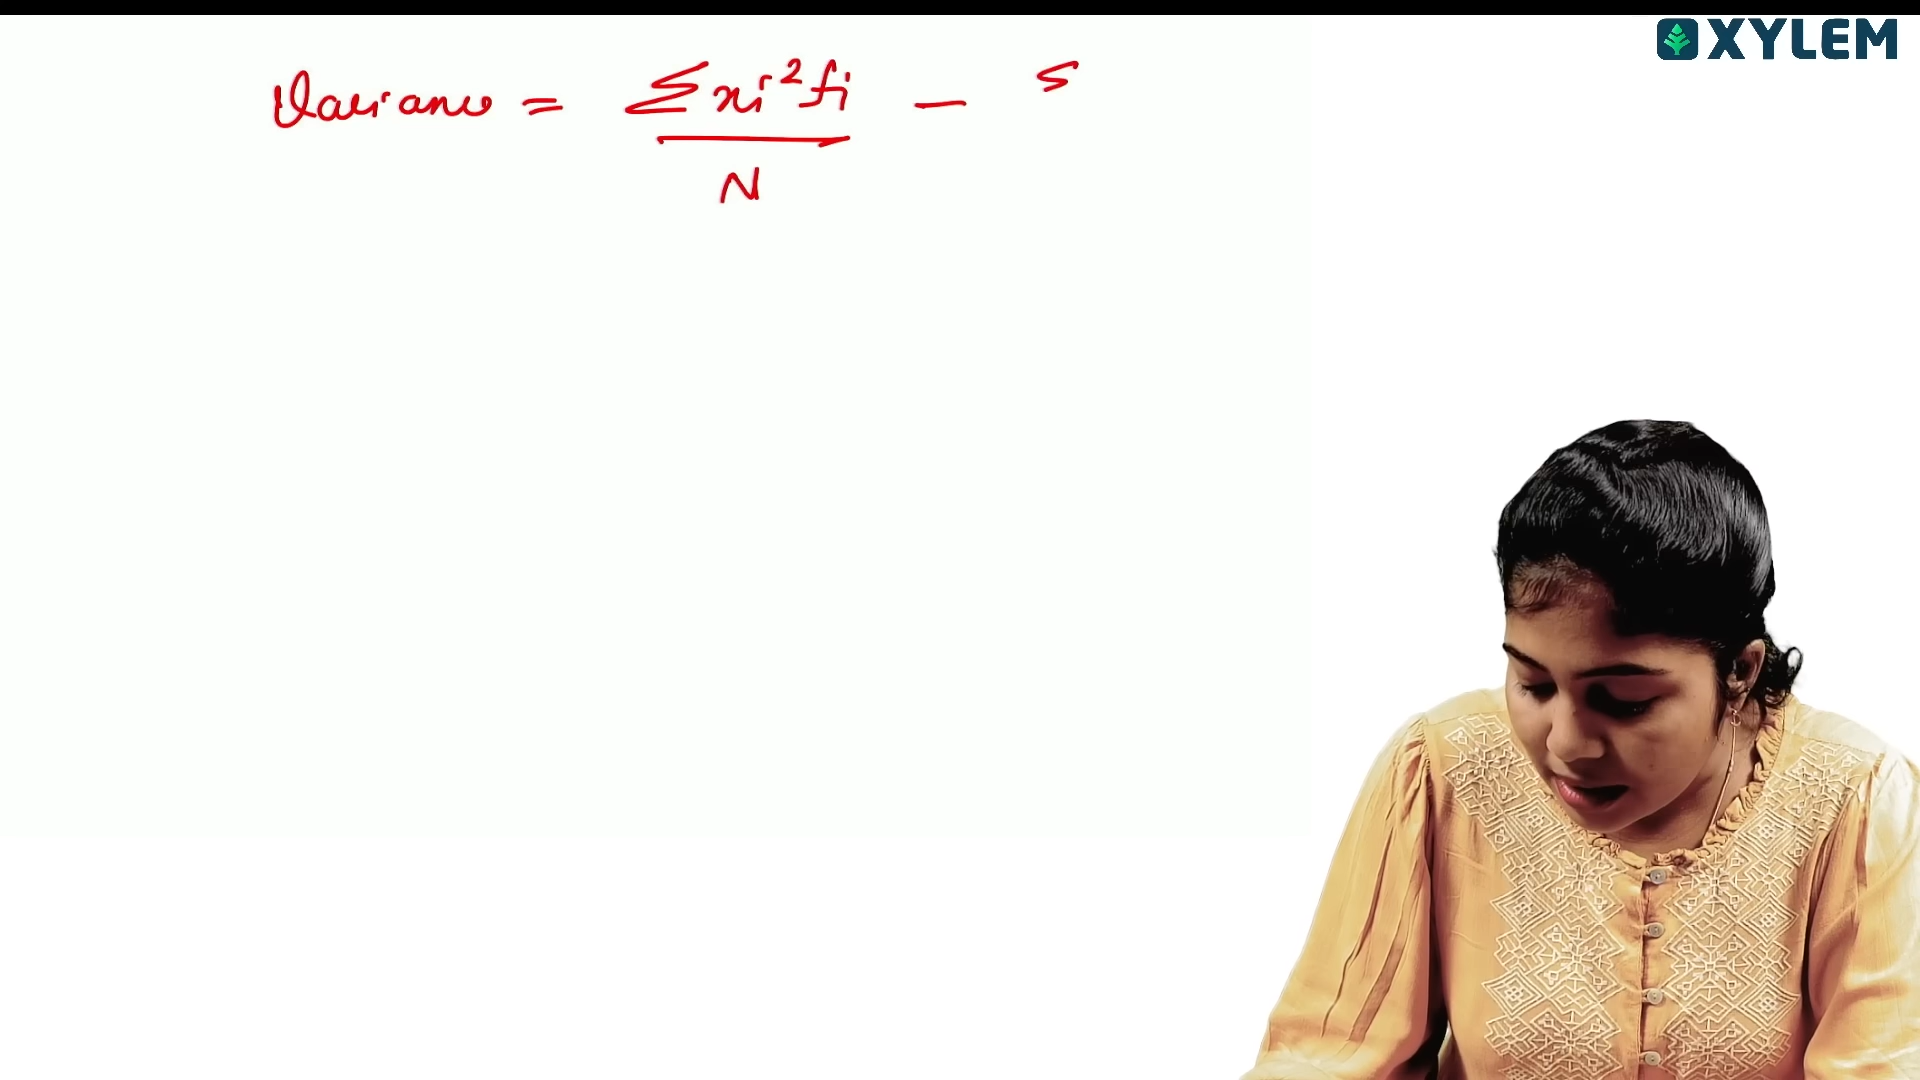 XYLEM
Variance = Σxi²fi —
N